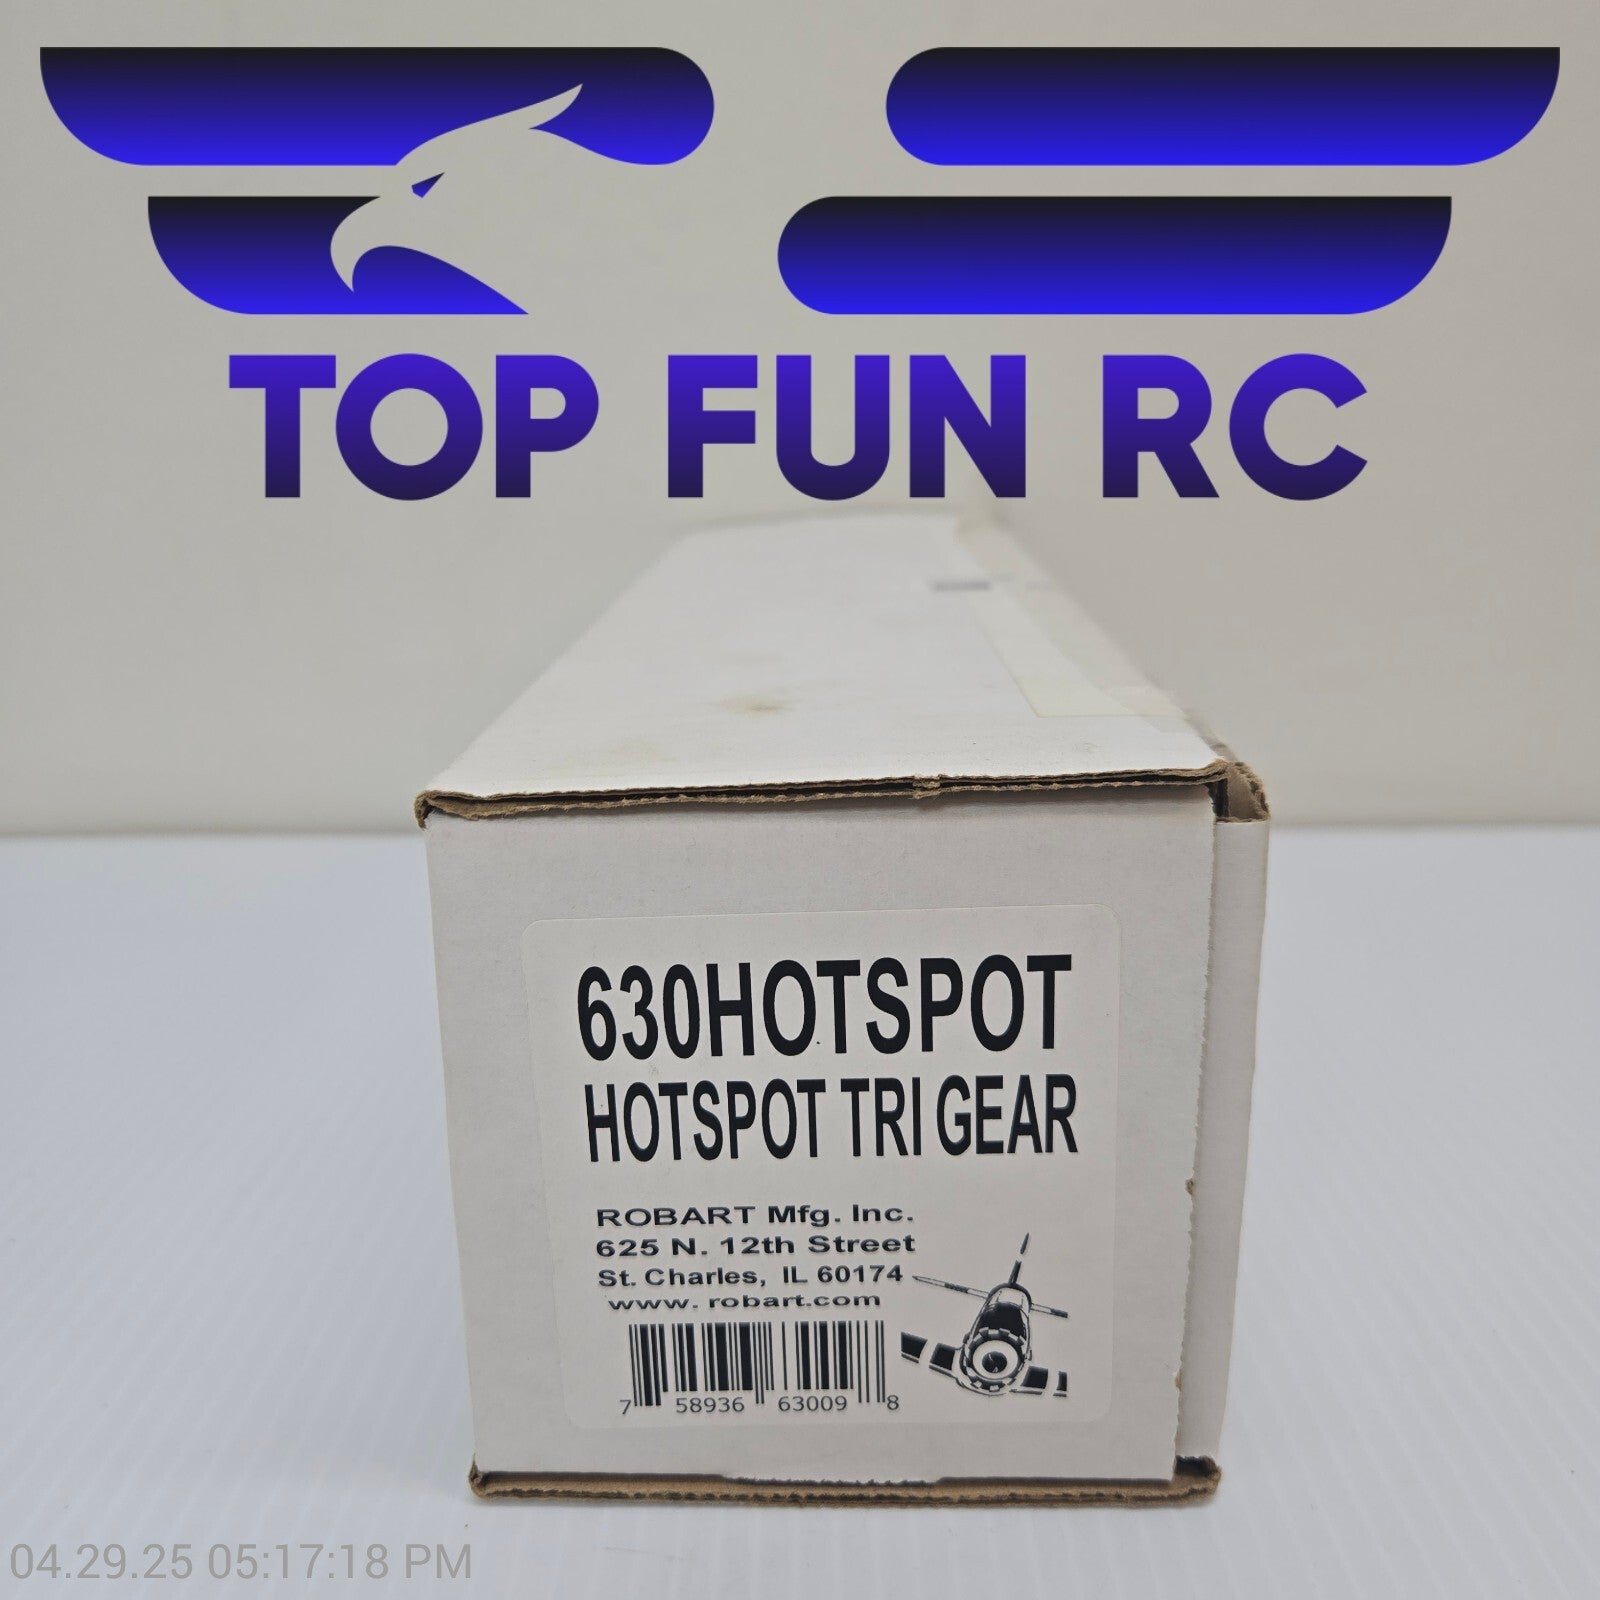 TOP FUN RC
630HOTSPOT
HOTSPOT TRI GEAR
ROBART Mfg. Inc.
625 N. 12th Street
St. Charles, IL 60174
www.robart.com
7 58936 63009 8
04.29.25 05:17:18 PM